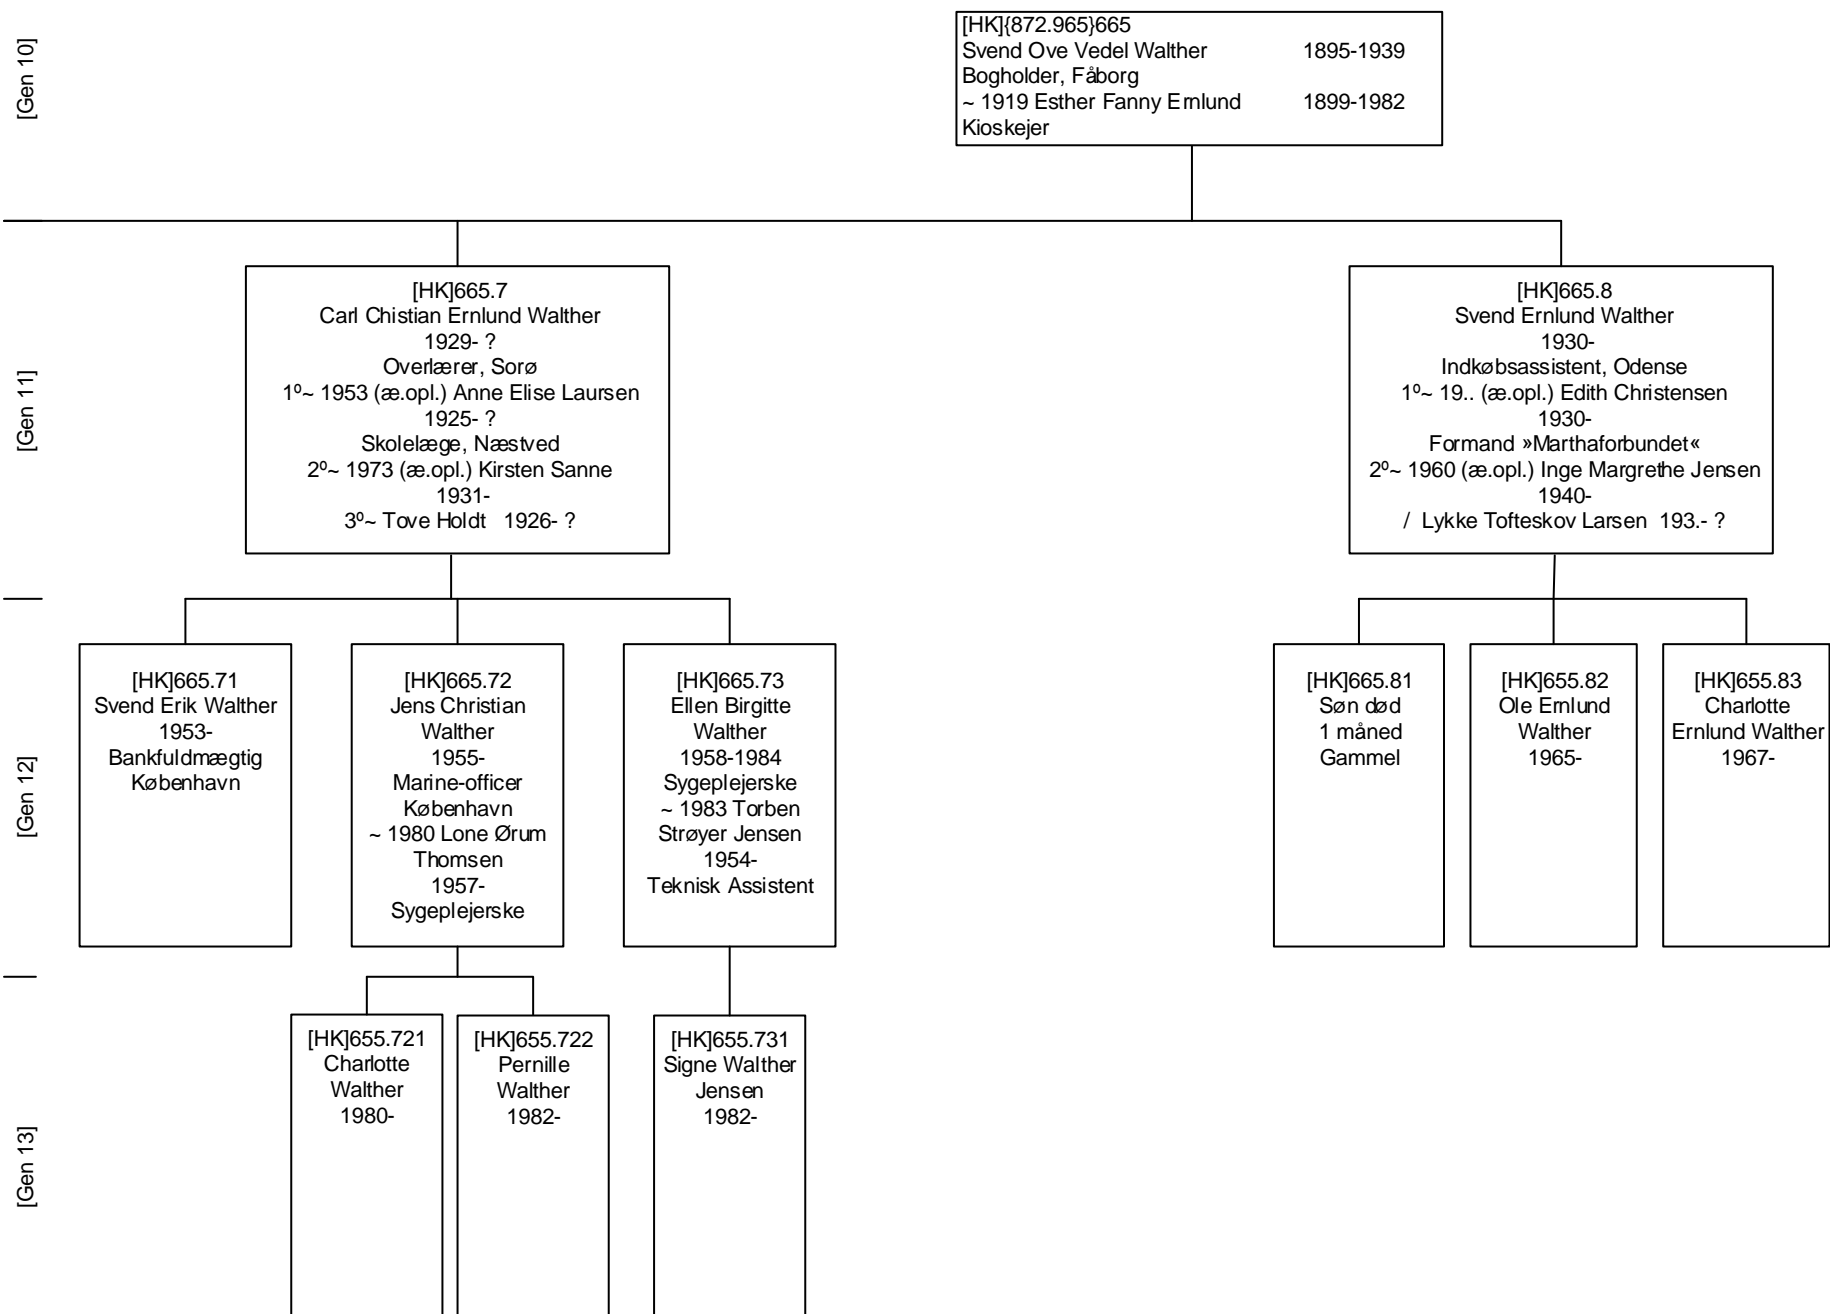 [Gen 10]
[HK]{872.965}665
Svend Ove Vedel Walther 1895-1939
Bogholder, Fåborg
~ 1919 Esther Fanny Ernlund 1899-1982
Kioskejer
[Gen 11]
[HK]665.7
Carl Chistian Ernlund Walther
1929- ?
Overlærer, Sorø
1º~ 1953 (æ.opl.) Anne Elise Laursen
1925- ?
Skolelæge, Næstved
2º~ 1973 (æ.opl.) Kirsten Sanne
1931-
3º~ Tove Holdt 1926- ?
[HK]665.8
Svend Ernlund Walther
1930-
Indkøbsassistent, Odense
1º~ 19.. (æ.opl.) Edith Christensen
1930-
Formand »Marthaforbundet«
2º~ 1960 (æ.opl.) Inge Margrethe Jensen
1940-
/ Lykke Tofteskov Larsen 193.- ?
[Gen 12]
[HK]665.71
Svend Erik Walther
1953-
Bankfuldmægtig
København
[HK]665.72
Jens Christian
Walther
1955-
Marine-officer
København
~ 1980 Lone Ørum
Thomsen
1957-
Sygeplejerske
[HK]665.73
Ellen Birgitte
Walther
1958-1984
Sygeplejerske
~ 1983 Torben
Strøyer Jensen
1954-
Teknisk Assistent
[HK]665.81
Søn død
1 måned
Gammel
[HK]655.82
Ole Ernlund
Walther
1965-
[HK]655.83
Charlotte
Ernlund Walther
1967-
[Gen 13]
[HK]655.721
Charlotte
Walther
1980-
[HK]655.722
Pernille
Walther
1982-
[HK]655.731
Signe Walther
Jensen
1982-